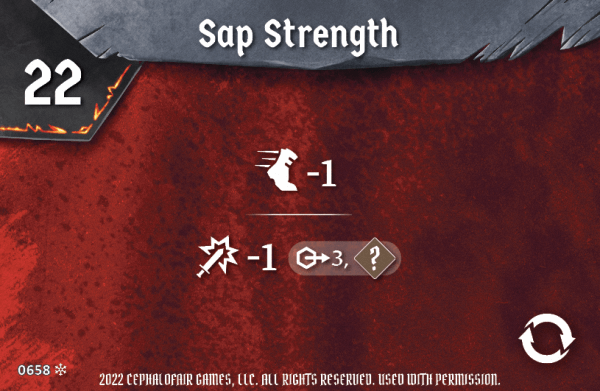 Sap Strength
22
-1
-1 3, ?
0658
2022 CEPHALOFAIR GAMES, LLC. ALL RIGHTS RESERVED. USED WITH PERMISSION.